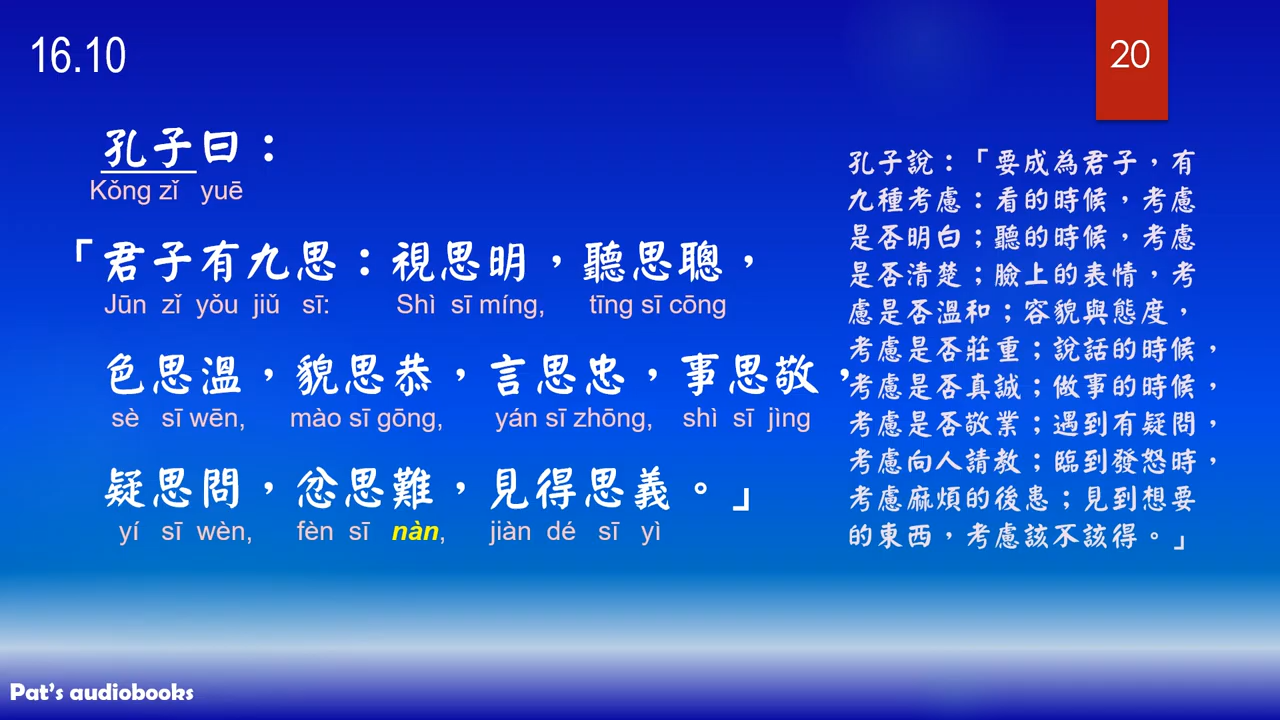 16.10
20
孔子曰：
Kǒng zǐ yuē
「君子有九思：視思明，聽思聰，
Jūn zǐ yǒu jiǔ sī: Shì sī míng, tīng sī cōng
色思溫，貌思恭，言思忠，事思敬，
sè sī wēn, mào sī gōng, yán sī zhōng, shì sī jìng
疑思問，忿思難，見得思義。」
yí sī wèn, fèn sī nàn, jiàn dé sī yì
孔子說：「要成為君子，有
九種考慮：看的時候，考慮
是否明白；聽的時候，考慮
是否清楚；臉上的表情，考
慮是否溫和；容貌與態度，
考慮是否莊重；說話的時候，
考慮是否真誠；做事的時候，
考慮是否敬業；遇到有疑問，
考慮向人請教；臨到發怒時，
考慮麻煩的後患；見到想要
的東西，考慮該不該得。」
Pat's audiobooks